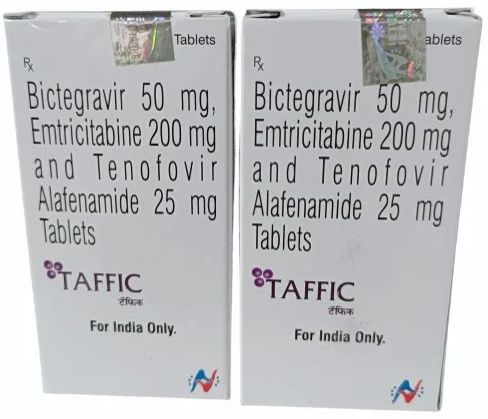 Tablets
Rx
Bictegravir 50 mg,
Emtricitabine 200 mg
and Tenofovir
Alafenamide 25 mg
Tablets
TAFFIC
टॅफिक
For India Only.
ablets
Rx
Bictegravir 50 mg,
Emtricitabine 200 mg
and Tenofovir
Alafenamide 25 mg
Tablets
TAFFIC
टॅफिक
For India Only.